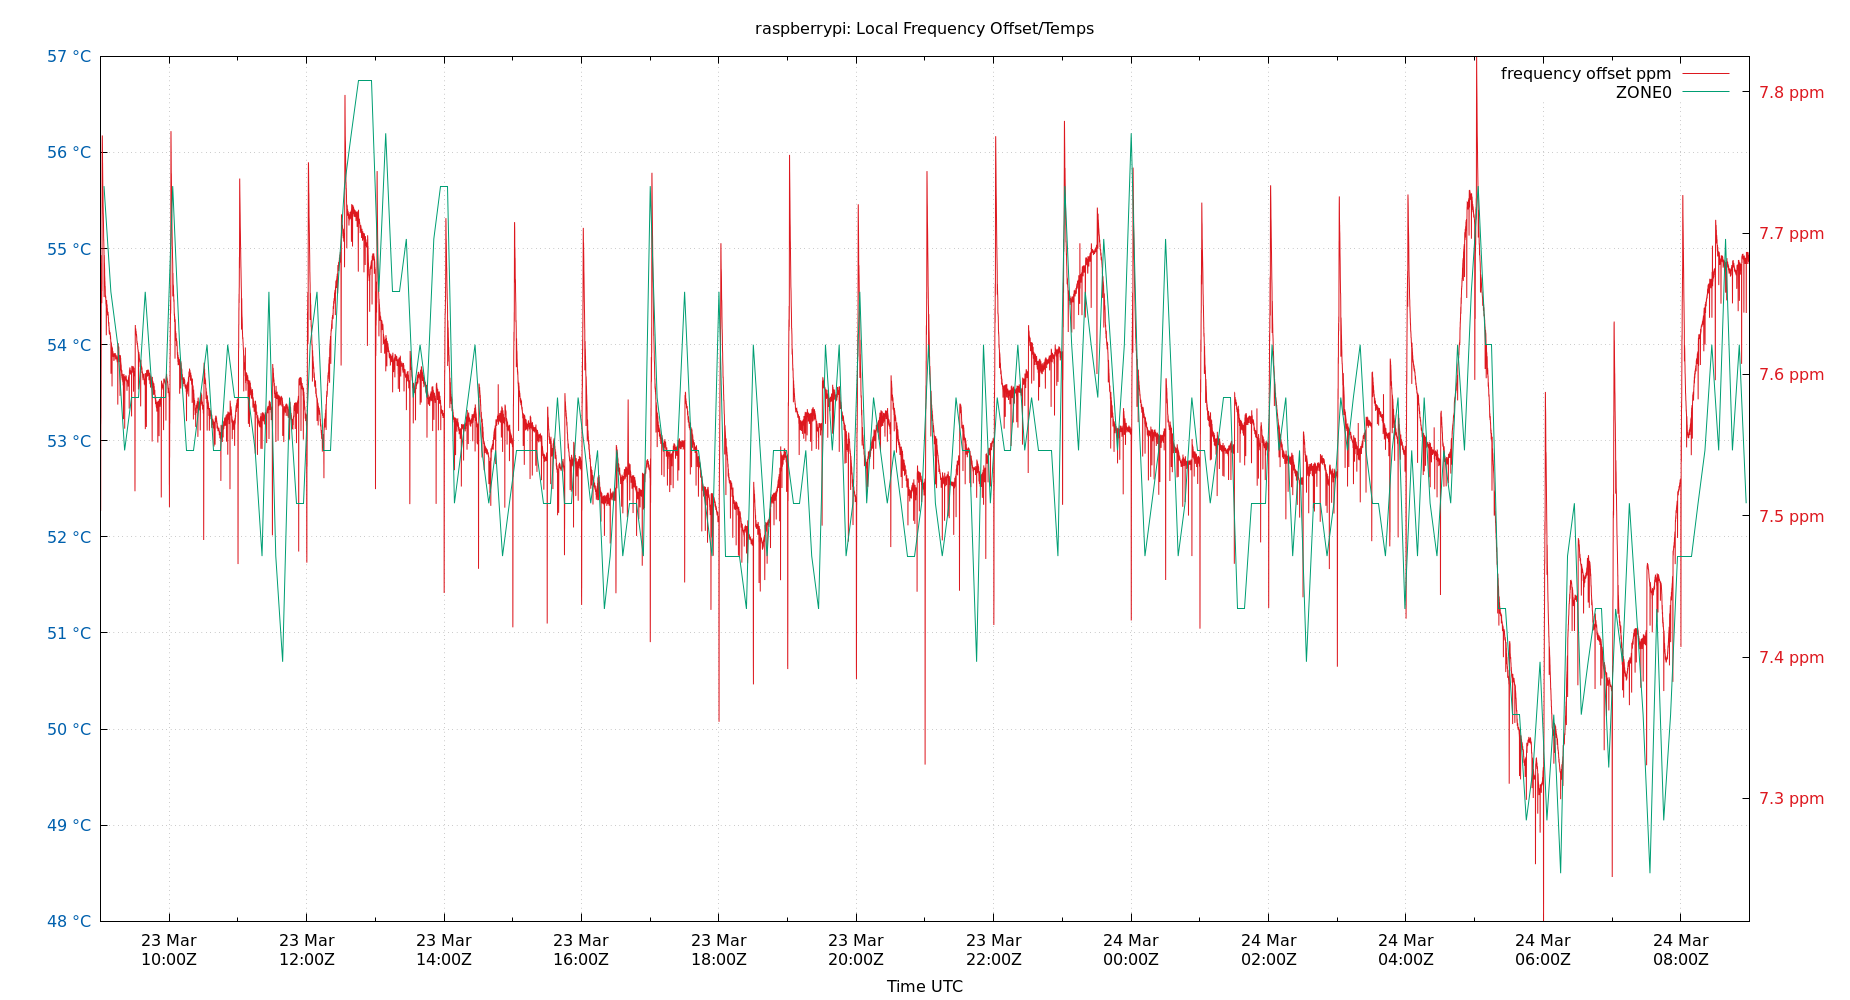 raspberrypi: Local Frequency Offset/Temps
57 °C
56 °C
55 °C
54 °C
53 °C
52 °C
51 °C
50 °C
49 °C
48 °C
frequency offset ppm
ZONE0
7.8 ppm
7.7 ppm
7.6 ppm
7.5 ppm
7.4 ppm
7.3 ppm
23 Mar
10:00Z
23 Mar
12:00Z
23 Mar
14:00Z
23 Mar
16:00Z
23 Mar
18:00Z
23 Mar
20:00Z
23 Mar
22:00Z
24 Mar
00:00Z
24 Mar
02:00Z
24 Mar
04:00Z
24 Mar
06:00Z
24 Mar
08:00Z
Time UTC